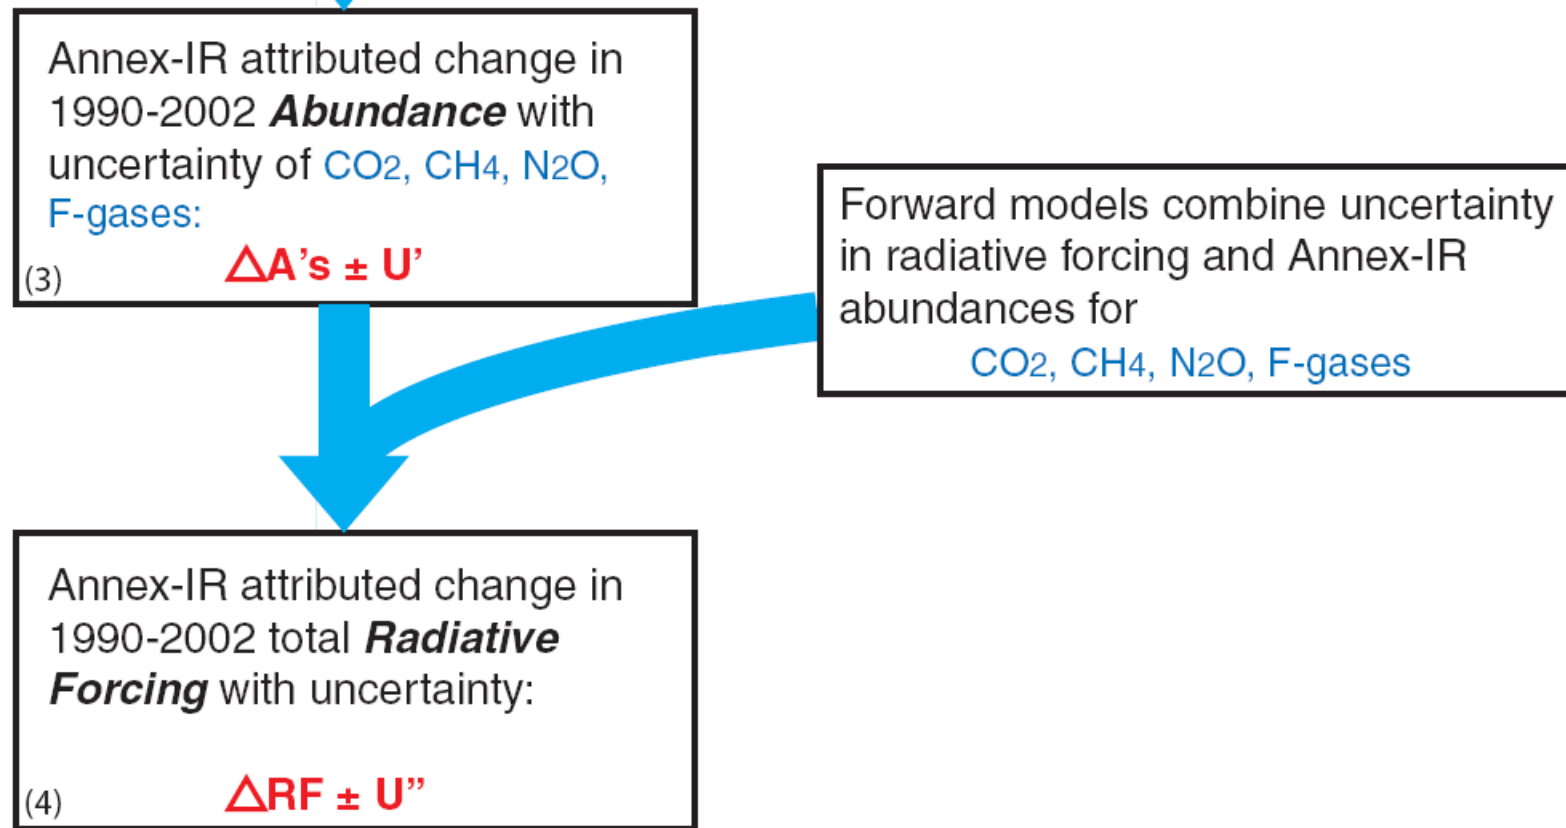 Annex-IR attributed change in
1990-2002 Abundance with
uncertainty of CO2, CH4, N2O,
F-gases:
(3) △A's ± U'
Forward models combine uncertainty
in radiative forcing and Annex-IR
abundances for
CO2, CH4, N2O, F-gases
Annex-IR attributed change in
1990-2002 total Radiative
Forcing with uncertainty:
(4) △RF ± U”